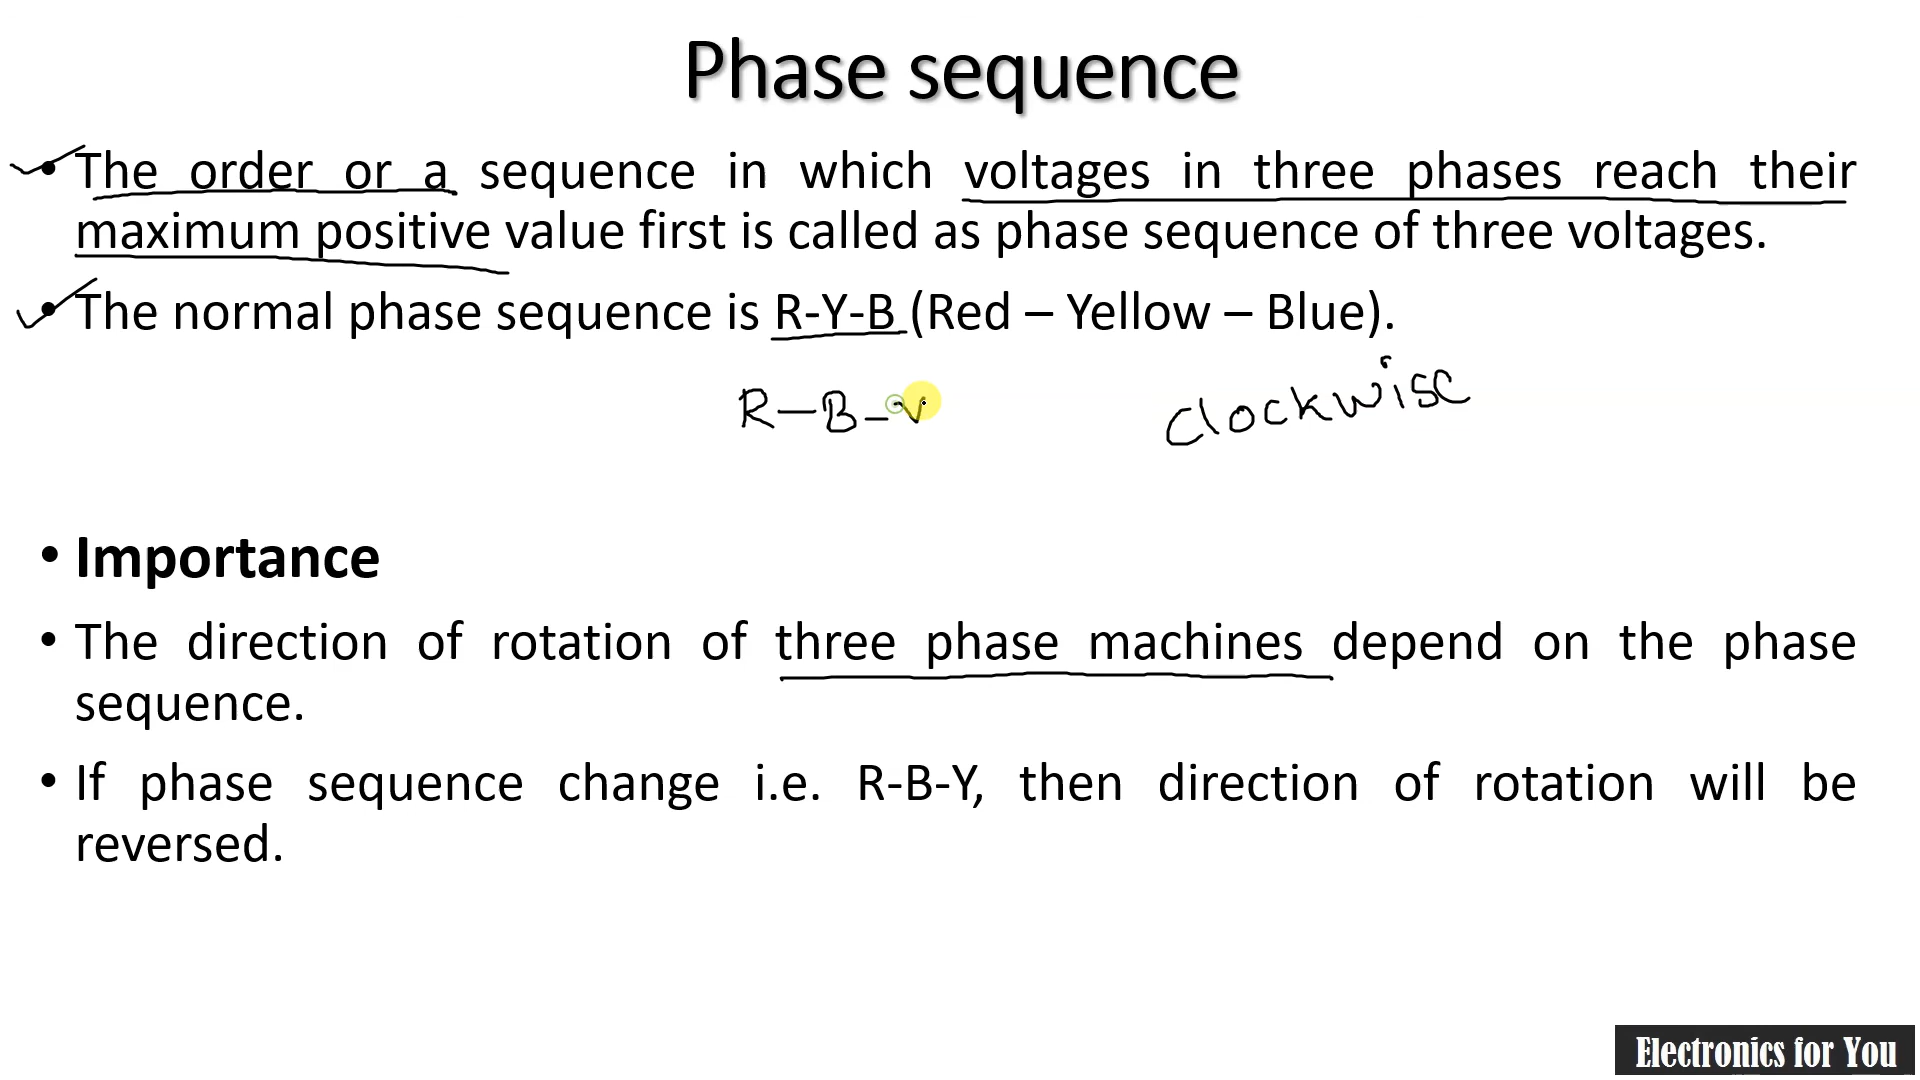 Phase sequence
• The order or a sequence in which voltages in three phases reach their
maximum positive value first is called as phase sequence of three voltages.
• The normal phase sequence is R-Y-B (Red – Yellow – Blue).
R – B –
Clockwise
• Importance
• The direction of rotation of three phase machines depend on the phase
sequence.
• If phase sequence change i.e. R-B-Y, then direction of rotation will be
reversed.
Electronics for You